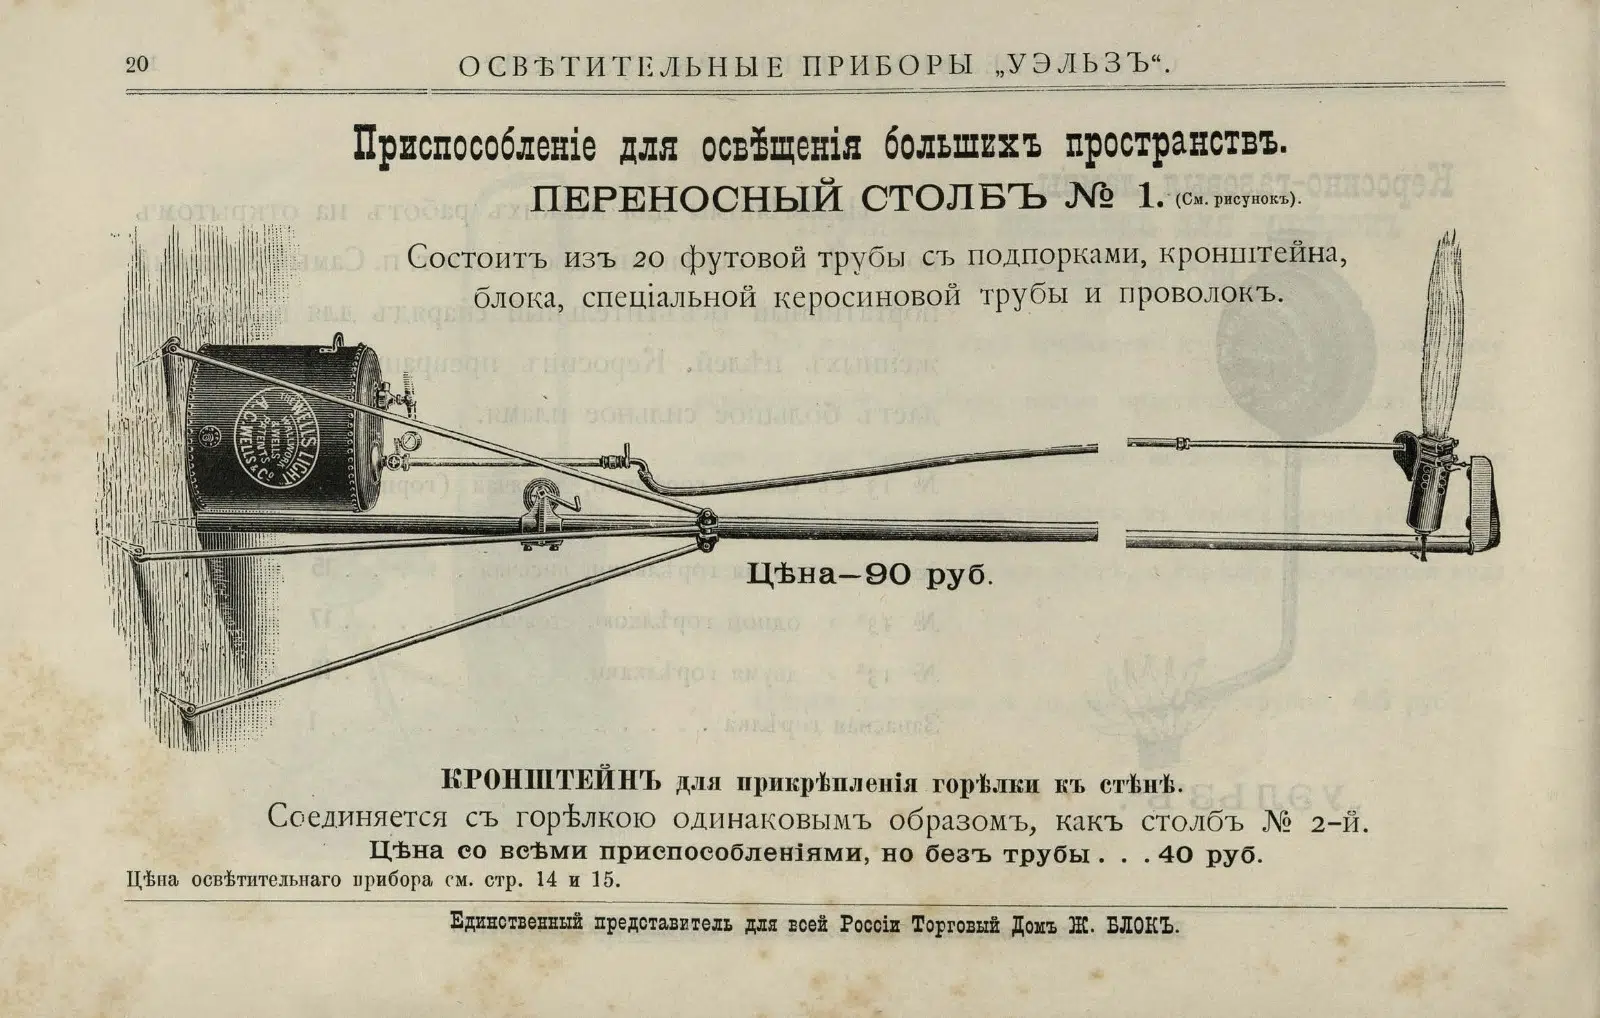 20
ОСВѢТИТЕЛЬНЫЕ ПРИБОРЫ „УЭЛЬЗЪ“.
Приспособленіе для освѣщенія большихъ пространствъ.
ПЕРЕНОСНЫЙ СТОЛБЪ № 1. (См. рисунокъ).
Состоитъ изъ 20 футовой трубы съ подпорками, кронштейна,
блока, спеціальной керосиновой трубы и проволокъ.
THE WELLS LIGHT
WALLWORK
& WELLS
PATENTS
A.C. WELLS & Co
Цѣна—90 руб.
КРОНШТЕЙНЪ для прикрѣпленія горѣлки къ стѣнѣ.
Соединяется съ горѣлкою одинаковымъ образомъ, какъ столбъ № 2-й.
Цѣна со всѣми приспособленіями, но безъ трубы . . . 40 руб.
Цѣна освѣтительнаго прибора см. стр. 14 и 15.
Единственный представитель для всей Россіи Торговый Домъ Ж. БЛОКЪ.